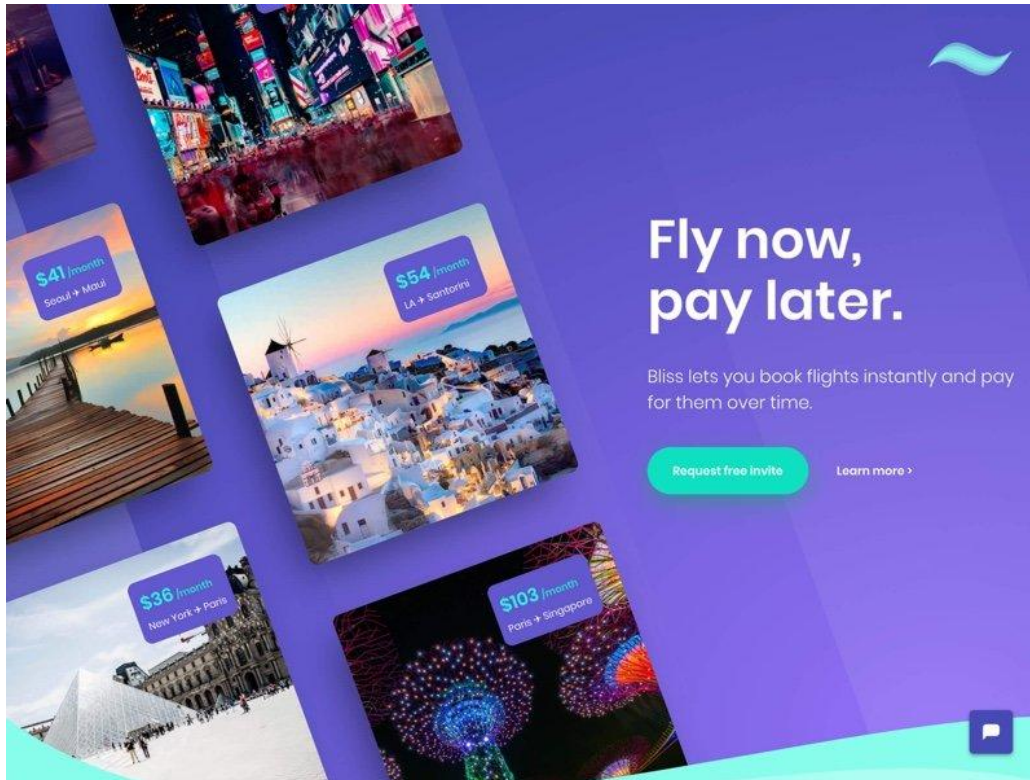 $41 /month
Seoul ✈ Maui
$54 /month
LA ✈ Santorini
$36 /month
New York ✈ Paris
$103 /month
Paris ✈ Singapore
Fly now,
pay later.
Bliss lets you book flights instantly and pay
for them over time.
Request free invite
Learn more >